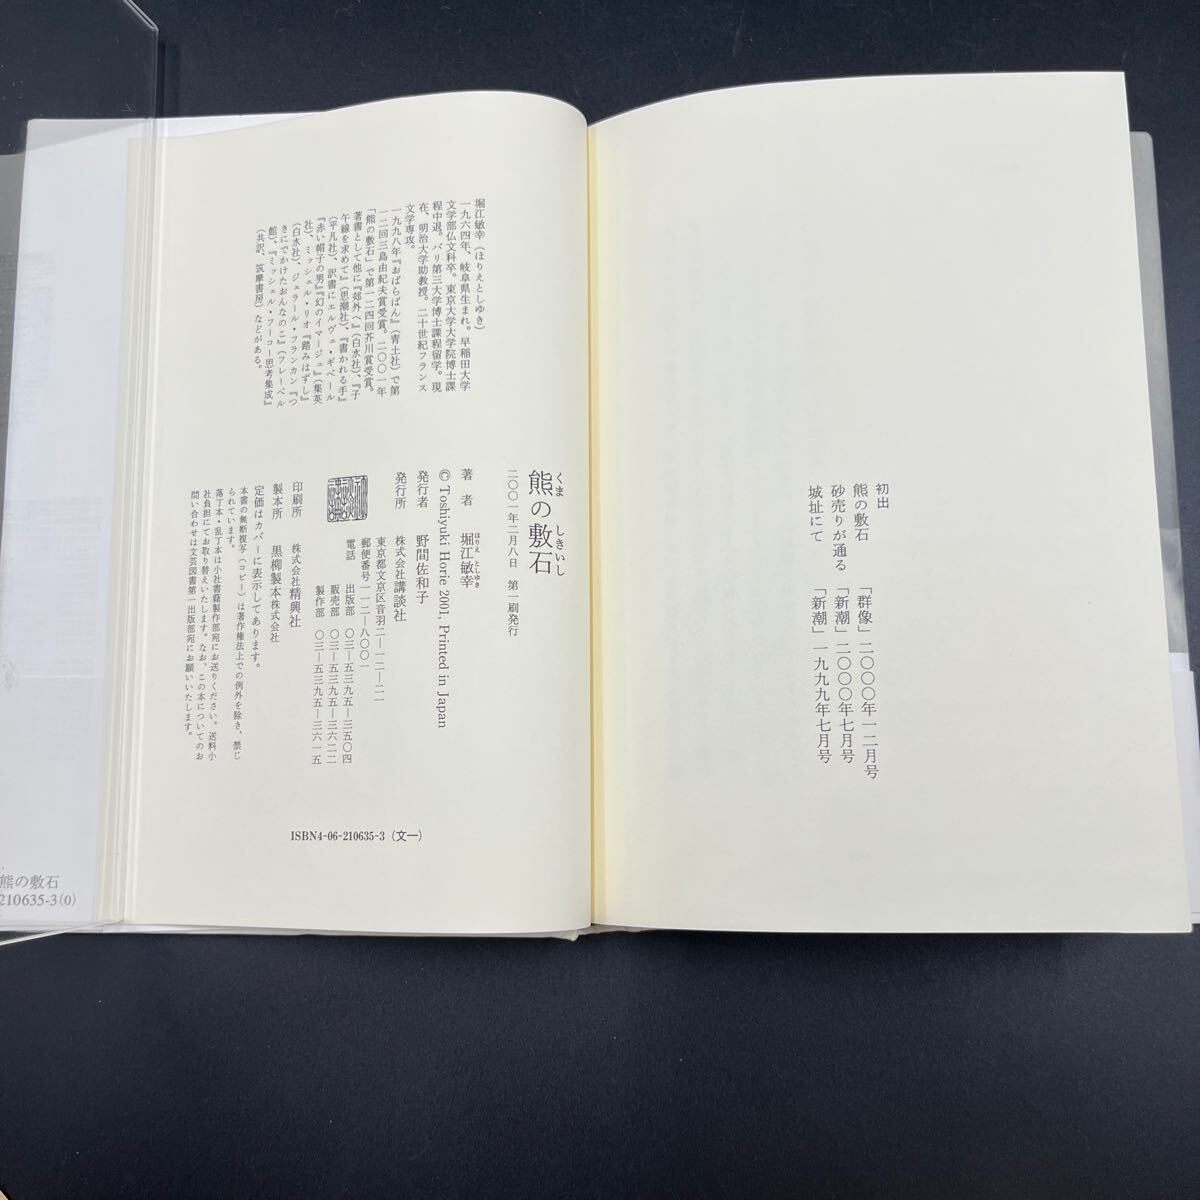 初出
熊の敷石　「群像」二〇〇〇年一二月号
砂売りが通る　「新潮」二〇〇〇年七月号
城址にて　「新潮」一九九九年七月号
堀江敏幸（ほりえとしゆき）
一九六四年、岐阜県生まれ。早稲田大学
文学部仏文科卒。東京大学大学院博士課
程中退。パリ第三大学博士課程留学。現
在、明治大学助教授。二十世紀フランス
文学専攻。
一九九八年『おぱらばん』（青土社）で第
一二回三島由紀夫賞受賞。二〇〇一年
「熊の敷石」で第一二四回芥川賞受賞。
著書として他に『郊外へ』（白水社）、『子
午線を求めて』（思潮社）、『書かれる手』
（平凡社）、訳書にエルヴェ・ギベール
『赤い帽子の男』『幻のイマージュ』（集英
社）、ミッシェル・リオ『踏みはずし』
（白水社）、ジェラール・フランカン『つ
きにでかけたおんなのこ』（フレーベル
館）、『ミッシェル・フーコー思考集成』
（共訳、筑摩書房）などがある。
くま　しきいし
熊の敷石
二〇〇一年二月八日　第一刷発行
ほりえ　としゆき
著者　堀江敏幸
© Toshiyuki Horie 2001, Printed in Japan
発行者　野間佐和子
発行所　株式会社講談社
東京都文京区音羽二—一二—二一
郵便番号一一二—八〇〇一
電話　出版部　〇三—五三九五—三五〇四
販売部　〇三—五三九五—三六二二
製作部　〇三—五三九五—三六一五
印刷所　株式会社精興社
製本所　黒柳製本株式会社
定価はカバーに表示してあります。
本書の無断複写（コピー）は著作権法上での例外を除き、禁じ
られています。
落丁本・乱丁本は小社書籍製作部宛にお送りください。送料小
社負担にてお取り替えいたします。なお、この本についてのお
問い合わせは文芸図書第一出版部宛にお願いいたします。
ISBN4-06-210635-3（文一）
熊の敷石
210635-3(0)